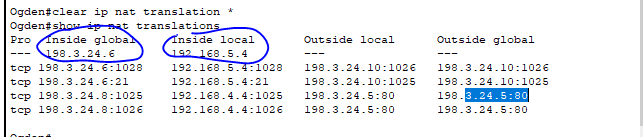 Ogden#clear ip nat translation *
Ogden#show ip nat translations
Pro Inside global Inside local Outside local Outside global
--- 198.3.24.6 192.168.5.4 --- ---
tcp 198.3.24.6:1028 192.168.5.4:1028 198.3.24.10:1026 198.3.24.10:1026
tcp 198.3.24.6:21 192.168.5.4:21 198.3.24.10:1025 198.3.24.10:1025
tcp 198.3.24.8:1025 192.168.4.4:1025 198.3.24.5:80 198.3.24.5:80
tcp 198.3.24.8:1026 192.168.4.4:1026 198.3.24.5:80 198.3.24.5:80
Ogden#